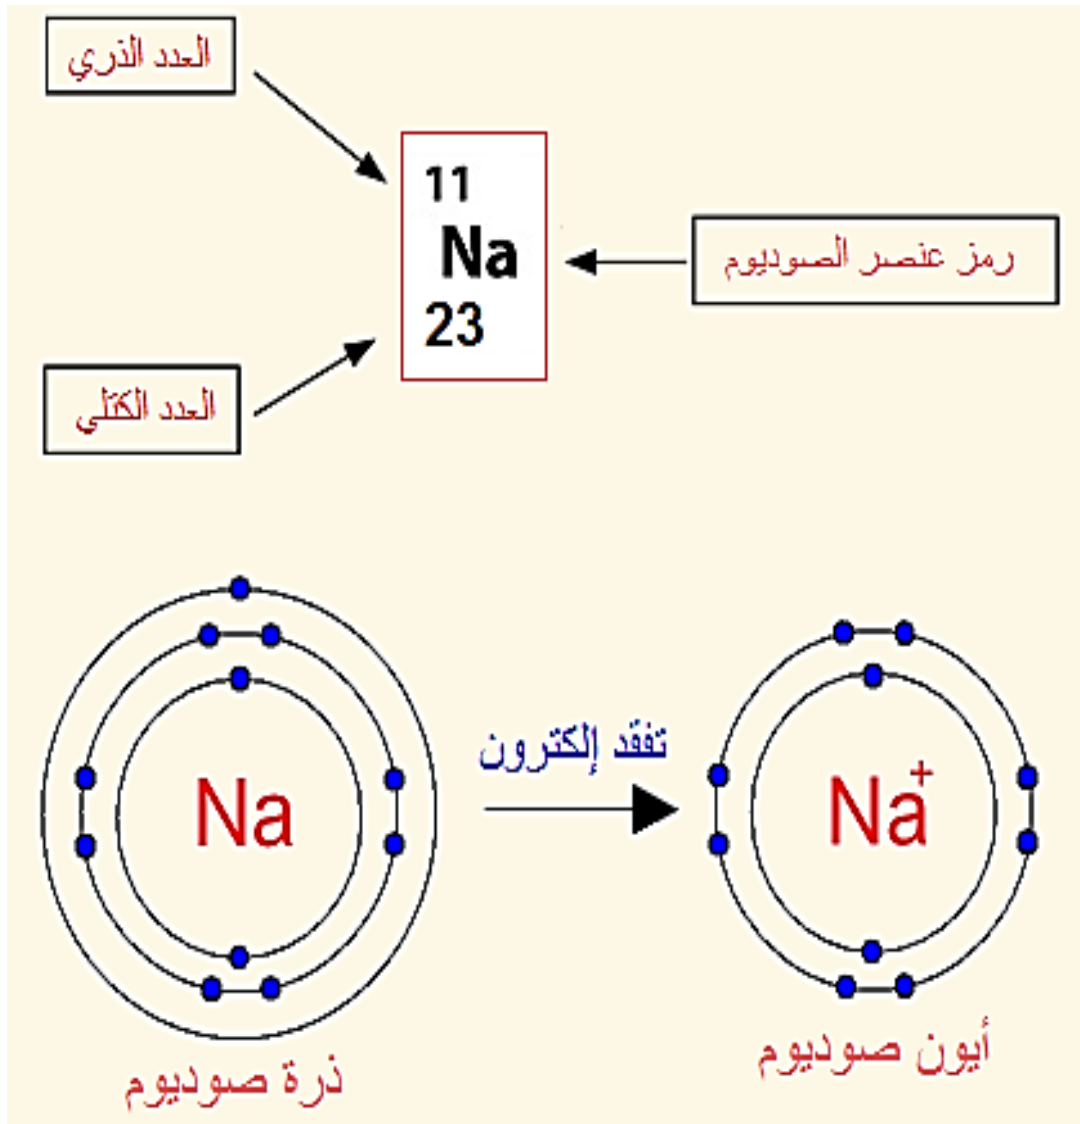 العدد الذري
11
Na
رمز عنصر الصوديوم
23
العدد الكتلي
تفقد إلكترون
Na
Na+
ذرة صوديوم
أيون صوديوم